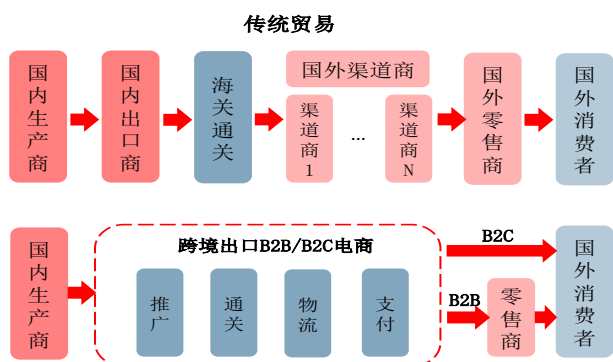 传统贸易
国内生产商
国内出口商
海关通关
国外渠道商
渠道商1
...
渠道商N
国外零售商
国外消费者
国内生产商
跨境出口B2B/B2C电商
推广
通关
物流
支付
B2C
B2B
零售商
国外消费者